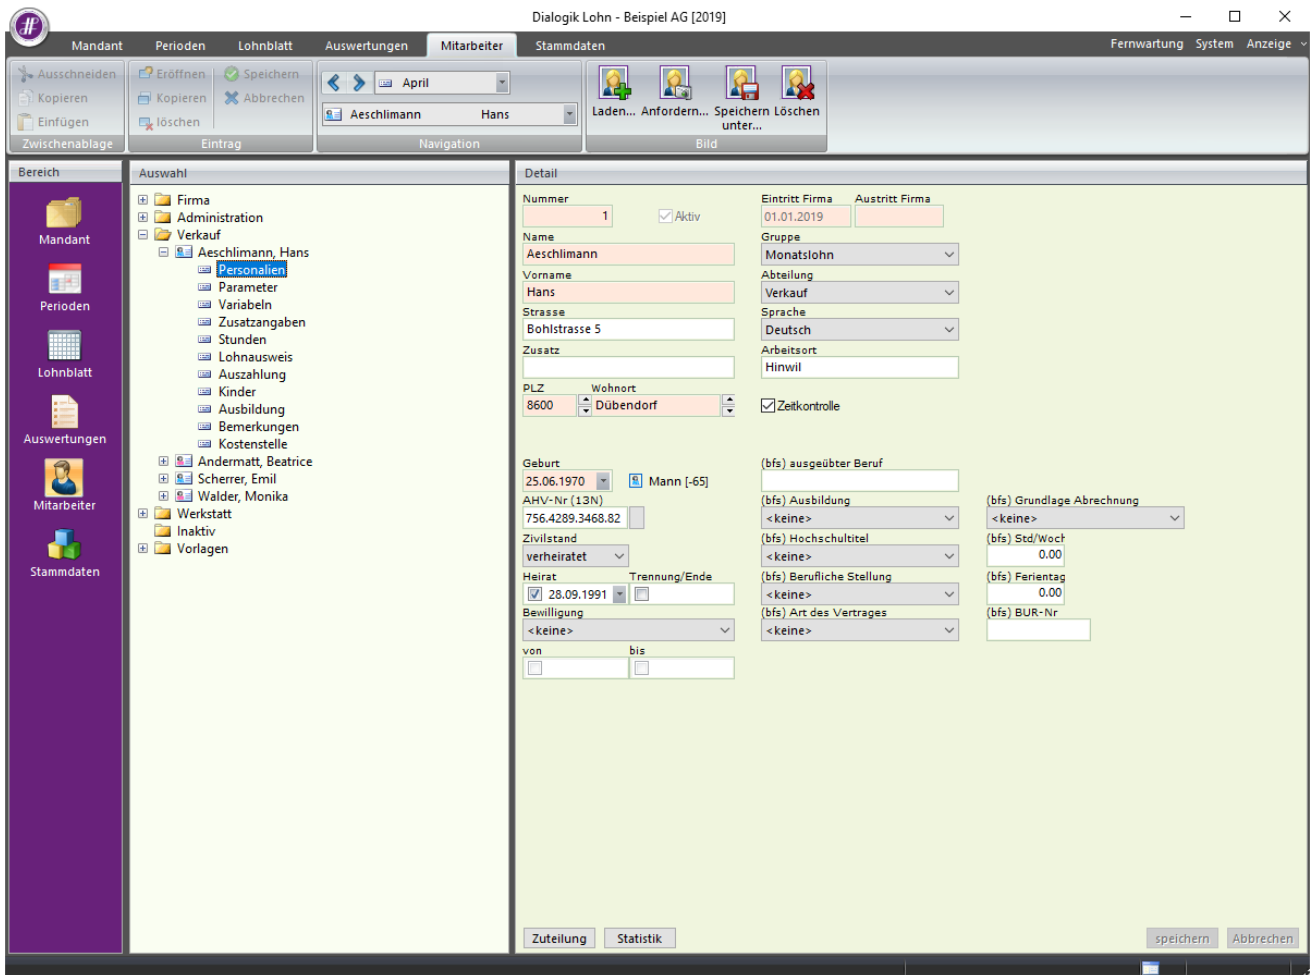 Dialogik Lohn - Beispiel AG [2019]
Mandant Perioden Lohnblatt Auswertungen Mitarbeiter Stammdaten Fernwartung System Anzeige
Ausschneiden
Kopieren
Einfügen
Zwischenablage
Eröffnen Speichern
Kopieren Abbrechen
löschen
Eintrag
April
Aeschlimann Hans
Navigation
Laden... Anfordern... Speichern unter... Löschen
Bild
Bereich
Mandant
Perioden
Lohnblatt
Auswertungen
Mitarbeiter
Stammdaten
Auswahl
Firma
Administration
Verkauf
Aeschlimann, Hans
Personalien
Parameter
Variabeln
Zusatzangaben
Stunden
Lohnausweis
Auszahlung
Kinder
Ausbildung
Bemerkungen
Kostenstelle
Andermatt, Beatrice
Scherrer, Emil
Walder, Monika
Werkstatt
Inaktiv
Vorlagen
Detail
Nummer Eintritt Firma Austritt Firma
1 Aktiv 01.01.2019
Name Gruppe
Aeschlimann Monatslohn
Vorname Abteilung
Hans Verkauf
Strasse Sprache
Bohlstrasse 5 Deutsch
Zusatz Arbeitsort
Hinwil
PLZ Wohnort
8600 Dübendorf Zeitkontrolle
Geburt (bfs) ausgeübter Beruf
25.06.1970 Mann [-65]
AHV-Nr (13N) (bfs) Ausbildung (bfs) Grundlage Abrechnung
756.4289.3468.82 <keine> <keine>
Zivilstand (bfs) Hochschultitel (bfs) Std/Woch
verheiratet <keine> 0.00
Heirat Trennung/Ende (bfs) Berufliche Stellung (bfs) Ferientag
28.09.1991 <keine> 0.00
Bewilligung (bfs) Art des Vertrages (bfs) BUR-Nr
<keine> <keine>
von bis
Zuteilung Statistik speichern Abbrechen